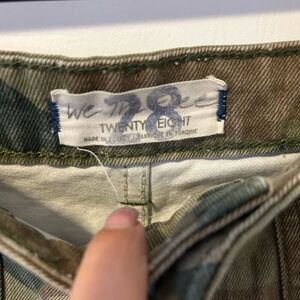 We The Free
28
TWENTY EIGHT
MADE IN TURKEY / FABRIQUÉ EN TURQUIE